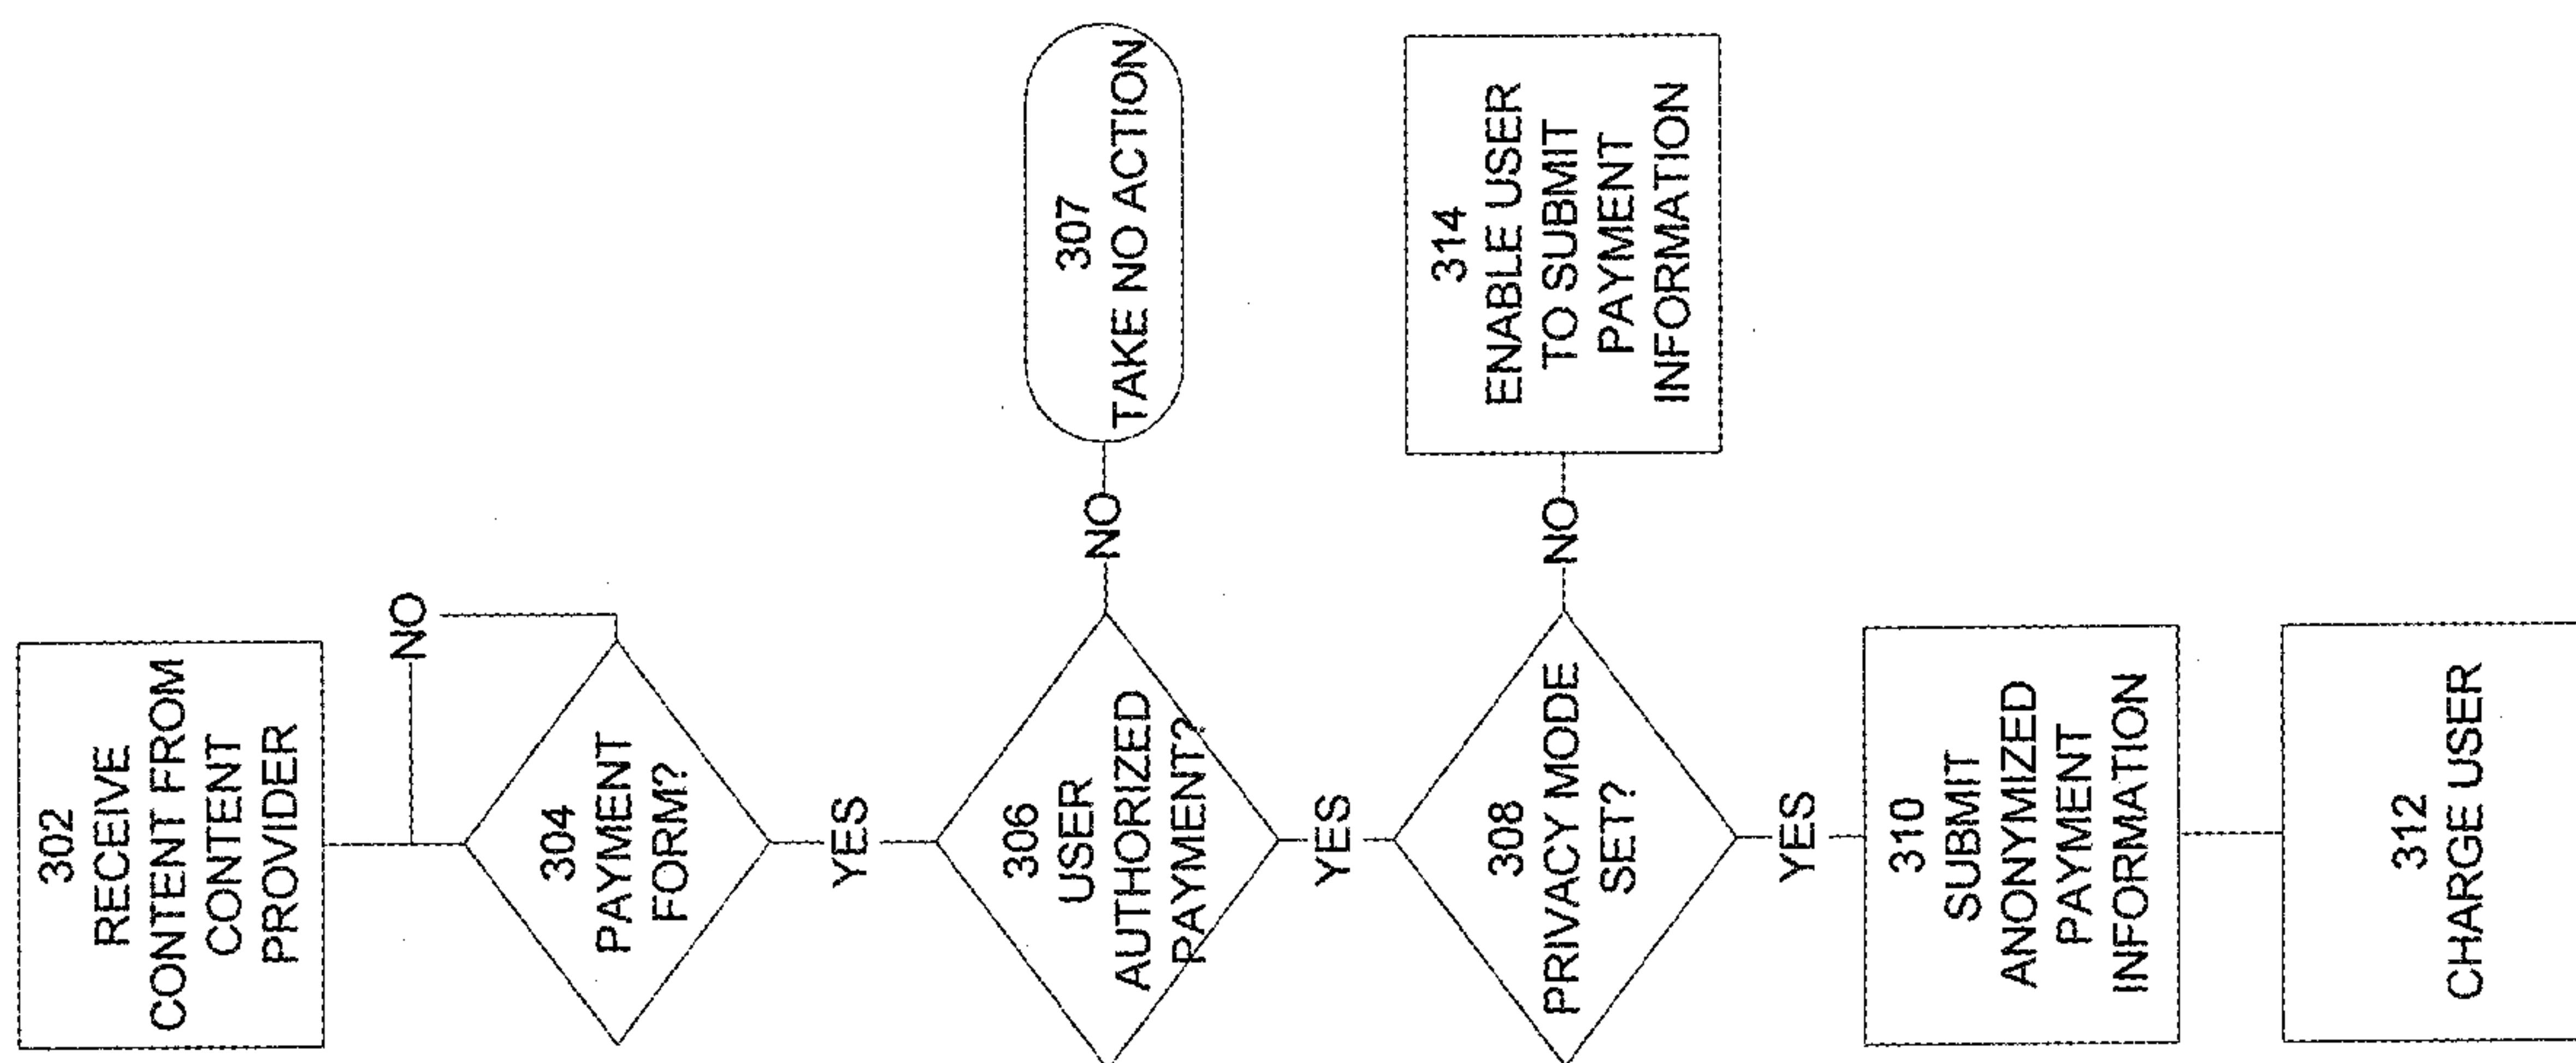 302
RECEIVE
CONTENT FROM
CONTENT
PROVIDER
NO
304
PAYMENT
FORM?
YES
306
USER
AUTHORIZED
PAYMENT?
NO
307
TAKE NO ACTION
YES
308
PRIVACY MODE
SET?
NO
314
ENABLE USER
TO SUBMIT
PAYMENT
INFORMATION
YES
310
SUBMIT
ANONYMIZED
PAYMENT
INFORMATION
312
CHARGE USER